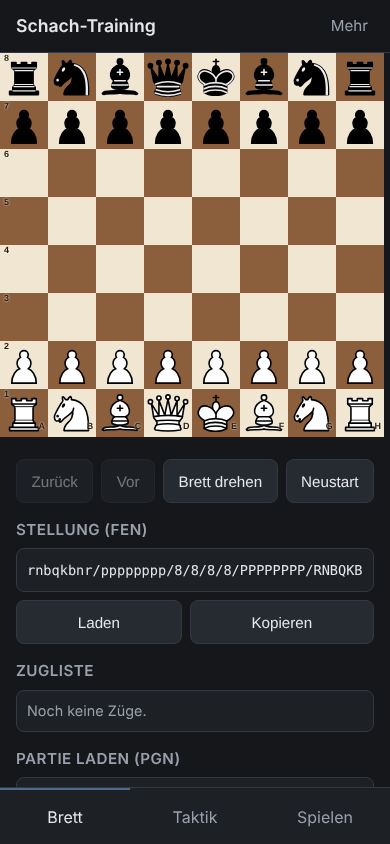 Schach-Training Mehr
8
7
6
5
4
3
2
1 A B C D E F G H
Zurück Vor Brett drehen Neustart
STELLUNG (FEN)
rnbqkbnr/pppppppp/8/8/8/8/PPPPPPPP/RNBQKB
Laden Kopieren
ZUGLISTE
Noch keine Züge.
PARTIE LADEN (PGN)
Brett Taktik Spielen